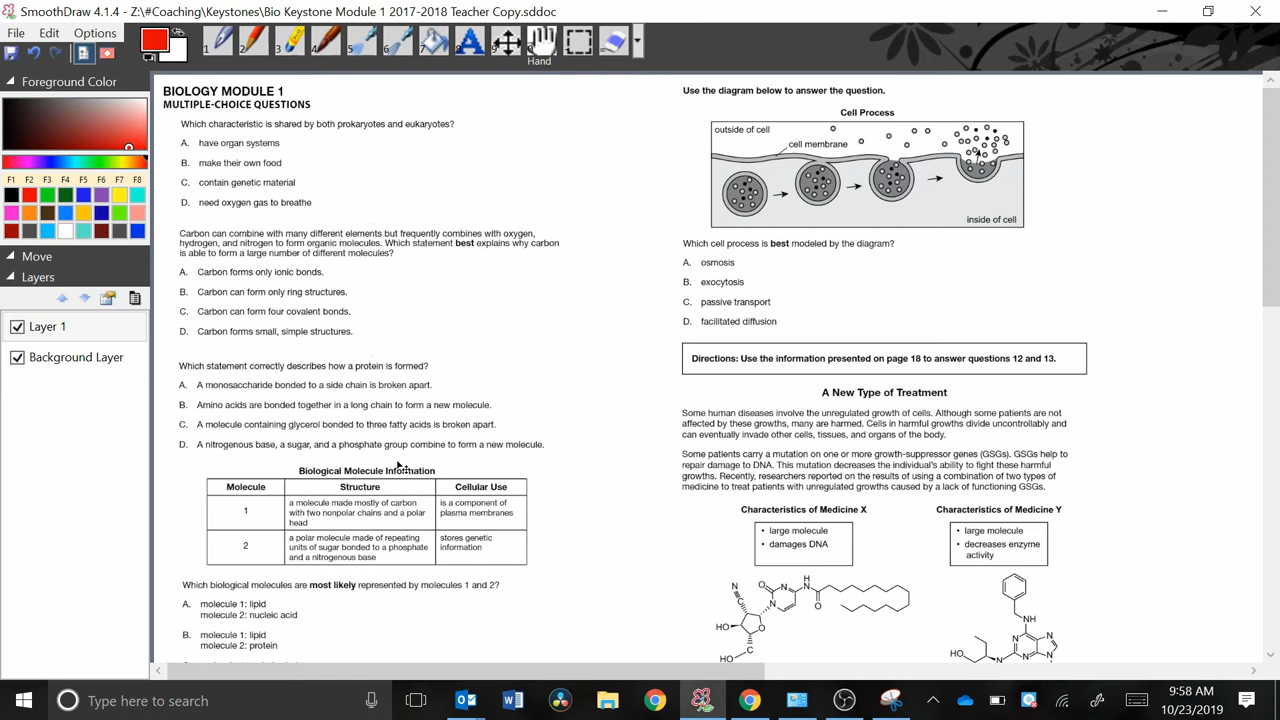 SmoothDraw 4.1.4 - Z:\#Coaching\Keystones\Bio Keystone Module 1 2017-2018 Teacher Copy.sddoc
File Edit Options
1 2 3 4 5 6 7 8 9
Hand
Foreground Color
F1 F2 F3 F4 F5 F6 F7 F8
Move
Layers
Layer 1
Background Layer
BIOLOGY MODULE 1
MULTIPLE-CHOICE QUESTIONS
Which characteristic is shared by both prokaryotes and eukaryotes?
A. have organ systems
B. make their own food
C. contain genetic material
D. need oxygen gas to breathe
Carbon can combine with many different elements but frequently combines with oxygen,
hydrogen, and nitrogen to form organic molecules. Which statement best explains why carbon
is able to form a large number of different molecules?
A. Carbon forms only ionic bonds.
B. Carbon can form only ring structures.
C. Carbon can form four covalent bonds.
D. Carbon forms small, simple structures.
Which statement correctly describes how a protein is formed?
A. A monosaccharide bonded to a side chain is broken apart.
B. Amino acids are bonded together in a long chain to form a new molecule.
C. A molecule containing glycerol bonded to three fatty acids is broken apart.
D. A nitrogenous base, a sugar, and a phosphate group combine to form a new molecule.
Biological Molecule Information
Molecule Structure Cellular Use
1
a molecule made mostly of carbon
with two nonpolar chains and a polar
head
is a component of
plasma membranes
2
a polar molecule made of repeating
units of sugar bonded to a phosphate
and a nitrogenous base
stores genetic
information
Which biological molecules are most likely represented by molecules 1 and 2?
A. molecule 1: lipid
molecule 2: nucleic acid
B. molecule 1: lipid
molecule 2: protein
Use the diagram below to answer the question.
Cell Process
outside of cell
cell membrane
inside of cell
Which cell process is best modeled by the diagram?
A. osmosis
B. exocytosis
C. passive transport
D. facilitated diffusion
Directions: Use the information presented on page 18 to answer questions 12 and 13.
A New Type of Treatment
Some human diseases involve the unregulated growth of cells. Although some patients are not
affected by these growths, many are harmed. Cells in harmful growths divide uncontrollably and
can eventually invade other cells, tissues, and organs of the body.
Some patients carry a mutation on one or more growth-suppressor genes (GSGs). GSGs help to
repair damage to DNA. This mutation decreases the individual's ability to fight these harmful
growths. Recently, researchers reported on the results of using a combination of two types of
medicine to treat patients with unregulated growths caused by a lack of functioning GSGs.
Characteristics of Medicine X
• large molecule
• damages DNA
Characteristics of Medicine Y
• large molecule
• decreases enzyme
activity
N O N H N O
HO O
HO
HN
N N
HO N N
Type here to search
9:58 AM
10/23/2019